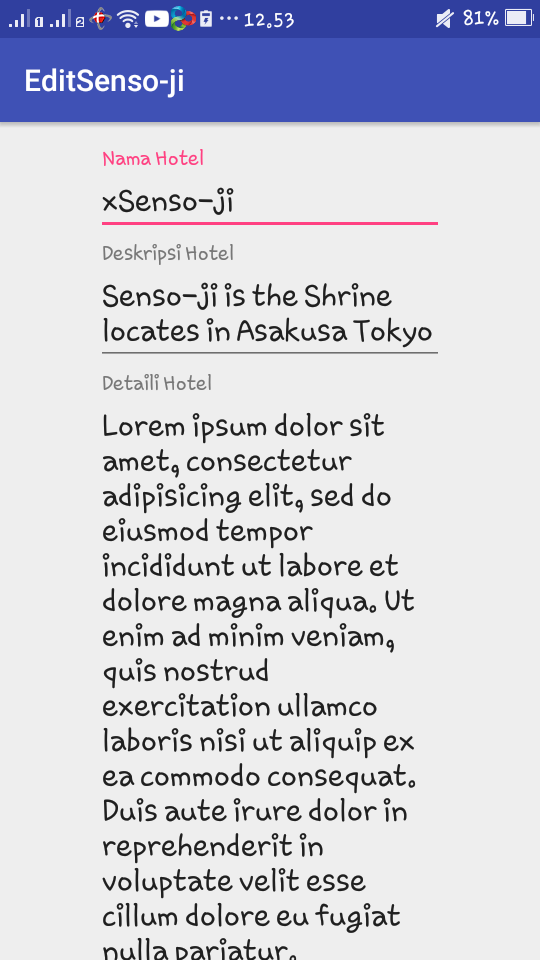 12.53 81%
EditSenso-ji
Nama Hotel
xSenso-ji
Deskripsi Hotel
Senso-ji is the Shrine
locates in Asakusa Tokyo
Detaili Hotel
Lorem ipsum dolor sit
amet, consectetur
adipisicing elit, sed do
eiusmod tempor
incididunt ut labore et
dolore magna aliqua. Ut
enim ad minim veniam,
quis nostrud
exercitation ullamco
laboris nisi ut aliquip ex
ea commodo consequat.
Duis aute irure dolor in
reprehenderit in
voluptate velit esse
cillum dolore eu fugiat
nulla pariatur.